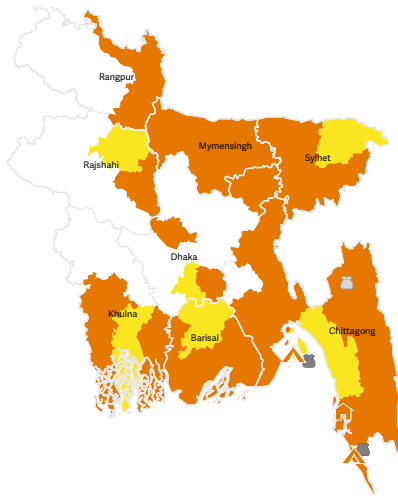 Rangpur
Mymensingh
Sylhet
Rajshahi
Dhaka
Khulna
Chittagong
Barisal